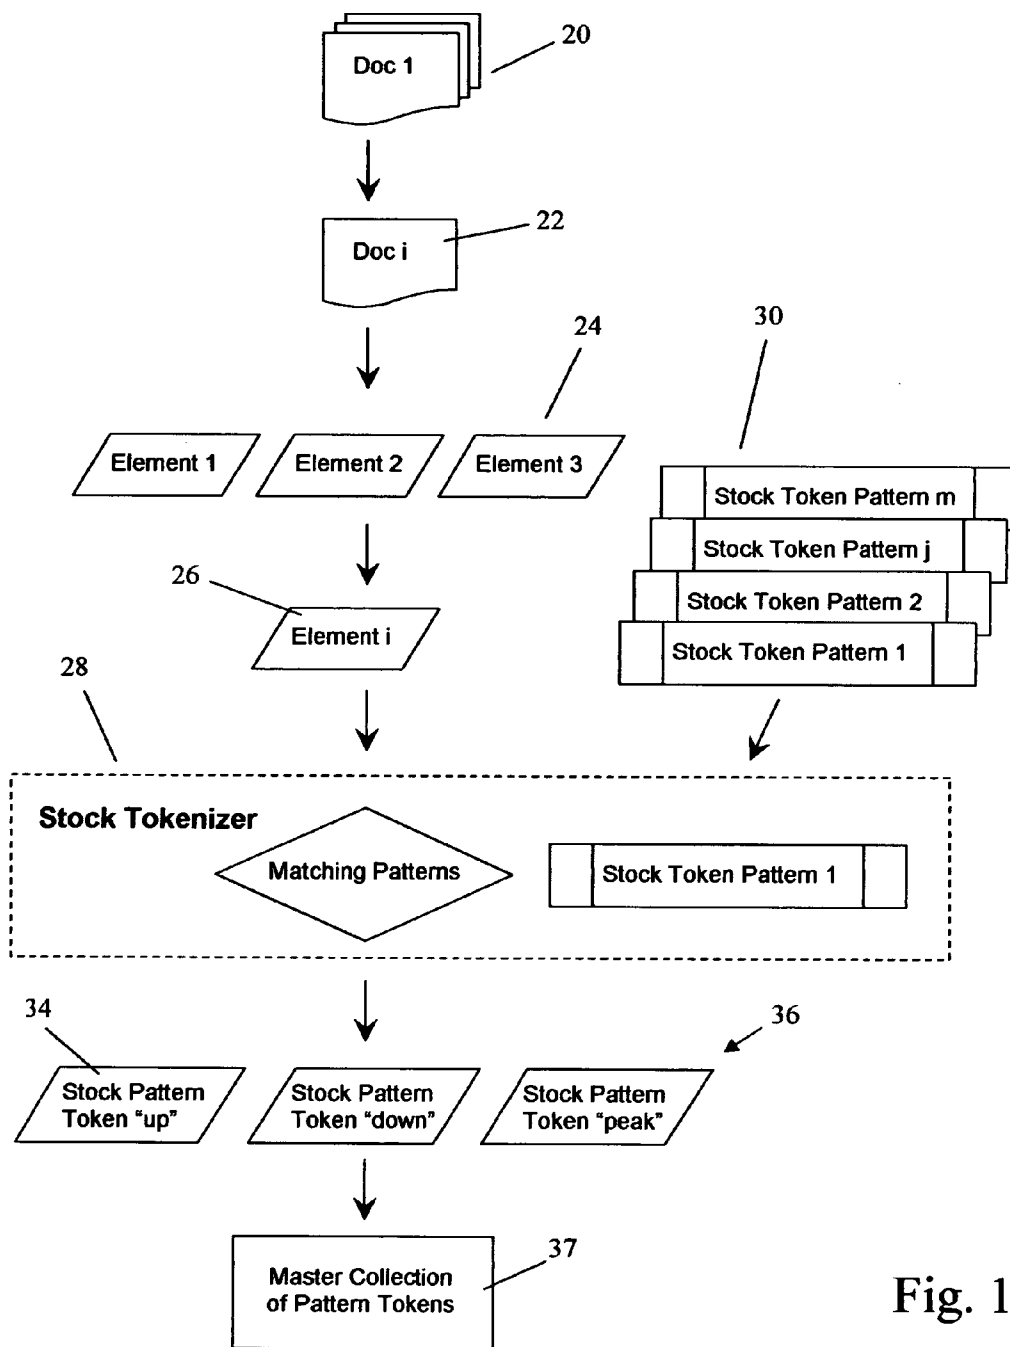 20
Doc 1
22
Doc i
24
30
Element 1
Element 2
Element 3
Stock Token Pattern m
Stock Token Pattern j
Stock Token Pattern 2
Stock Token Pattern 1
26
Element i
28
Stock Tokenizer
Matching Patterns
Stock Token Pattern 1
34
36
Stock Pattern
Token “up”
Stock Pattern
Token “down”
Stock Pattern
Token “peak”
37
Master Collection
of Pattern Tokens
Fig. 1